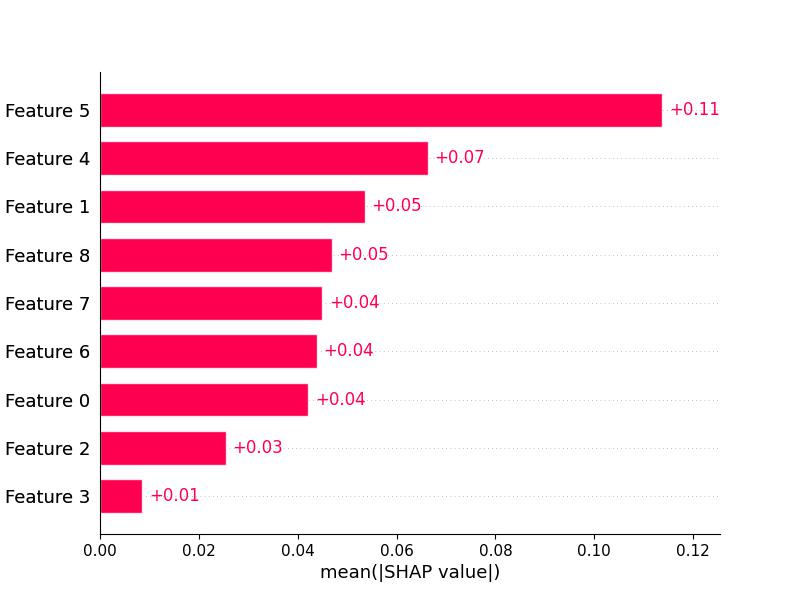 Feature 5 +0.11
Feature 4 +0.07
Feature 1 +0.05
Feature 8 +0.05
Feature 7 +0.04
Feature 6 +0.04
Feature 0 +0.04
Feature 2 +0.03
Feature 3 +0.01
0.00 0.02 0.04 0.06 0.08 0.10 0.12
mean(|SHAP value|)